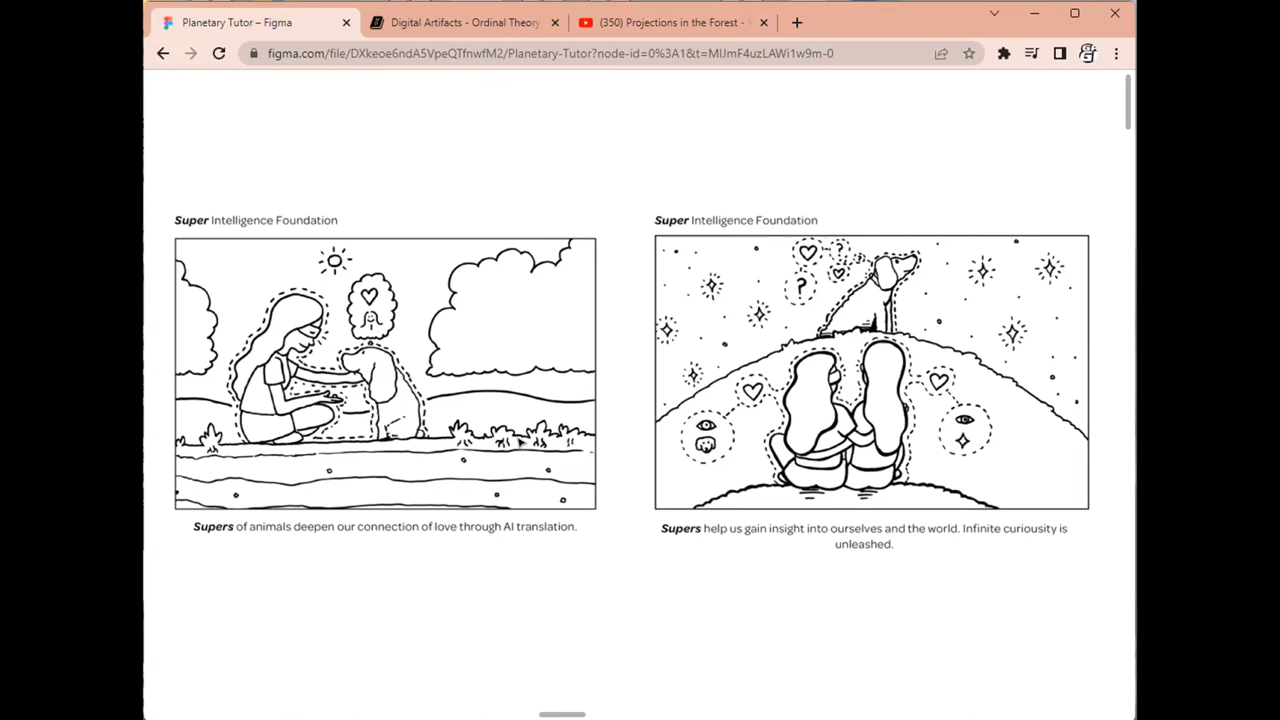 Planetary Tutor – Figma
Digital Artifacts - Ordinal Theory
(350) Projections in the Forest -
figma.com/file/DXkeoe6ndA5VpeQTfnwfM2/Planetary-Tutor?node-id=0%3A1&t=MlJmF4uzLAWi1w9m-0
Super Intelligence Foundation
Super Intelligence Foundation
?
?
Supers of animals deepen our connection of love through AI translation.
Supers help us gain insight into ourselves and the world. Infinite curiousity is
unleashed.